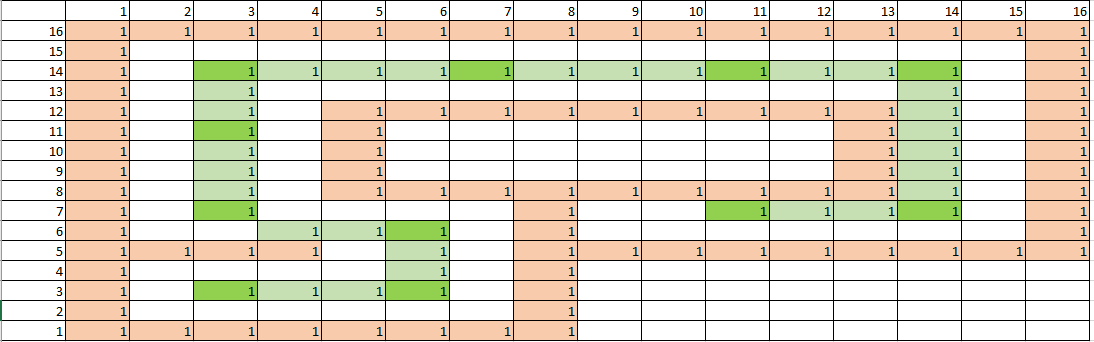 1 2 3 4 5 6 7 8 9 10 11 12 13 14 15 16
16 1 1 1 1 1 1 1 1 1 1 1 1 1 1 1 1
15 1 1
14 1 1 1 1 1 1 1 1 1 1 1 1 1 1
13 1 1 1 1
12 1 1 1 1 1 1 1 1 1 1 1 1 1
11 1 1 1 1 1 1
10 1 1 1 1 1 1
9 1 1 1 1 1 1
8 1 1 1 1 1 1 1 1 1 1 1 1 1
7 1 1 1 1 1 1 1 1
6 1 1 1 1 1 1
5 1 1 1 1 1 1 1 1 1 1 1 1 1 1
4 1 1 1
3 1 1 1 1 1 1
2 1 1
1 1 1 1 1 1 1 1 1